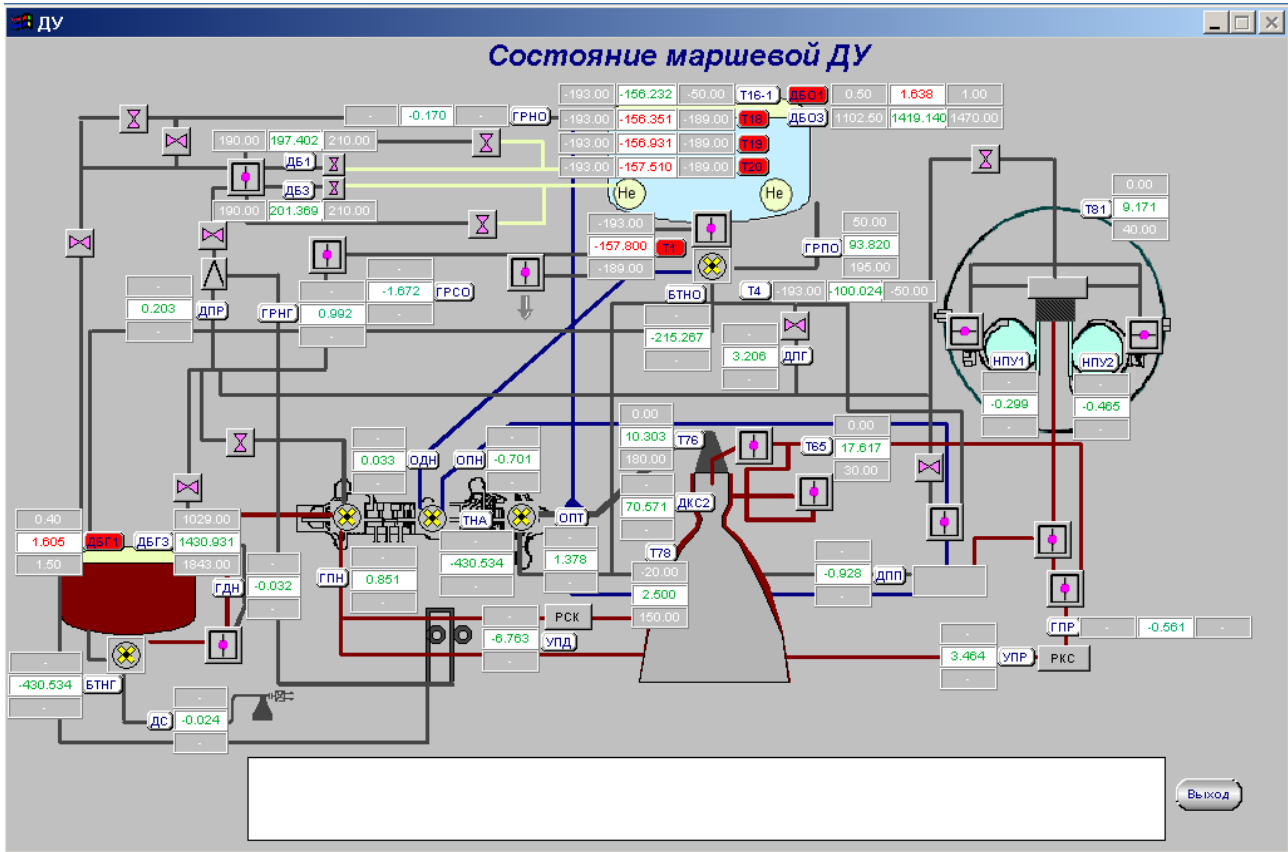 ДУ
Состояние маршевой ДУ
-193.00 -156.232 -50.00 Т16-1 ДБО1 0.50 1.638 1.00
- -0.170 - ГРНО -193.00 -156.351 -189.00 Т18 ДБО3 1102.50 1419.140 1470.00
190.00 197.402 210.00 -193.00 -156.931 -189.00 Т19
ДБ1 -193.00 -157.510 -189.00 Т20
ДБ3
190.00 201.369 210.00
He He
0.00
Т81 9.171
40.00
-193.00
-157.800 Т1
-189.00
50.00
ГРПО 93.820
195.00
-
-1.672 ГРСО
-
-
0.203 ДПР
-
-
ГРНГ 0.992
-
БТНО
-
-215.267
-
Т4 -193.00 -100.024 -50.00
-
3.206 ДПГ
-
НПУ1
-
-0.299
-
НПУ2
-
-0.465
-
-
0.033 ОДН
-
-
ОПН -0.701
-
0.00
10.303 Т76
180.00
0.00
Т65 17.617
30.00
-
70.571 ДКС2
-
0.40
1.605 ДБГ1
1.50
1029.00
ДБГ3 1430.931
1843.00
ТНА
-
-430.534
-
ОПТ
-
1.378
-
Т78
-20.00
2.500
150.00
-
ГДН -0.032
-
-
ГПН 0.851
-
-
-0.928 ДПП
-
-
-6.763 УПД
-
РСК
ГПР - -0.561 -
-
3.464 УПР
-
РКС
-
-430.534 БТНГ
-
-
ДС -0.024
-
Выход